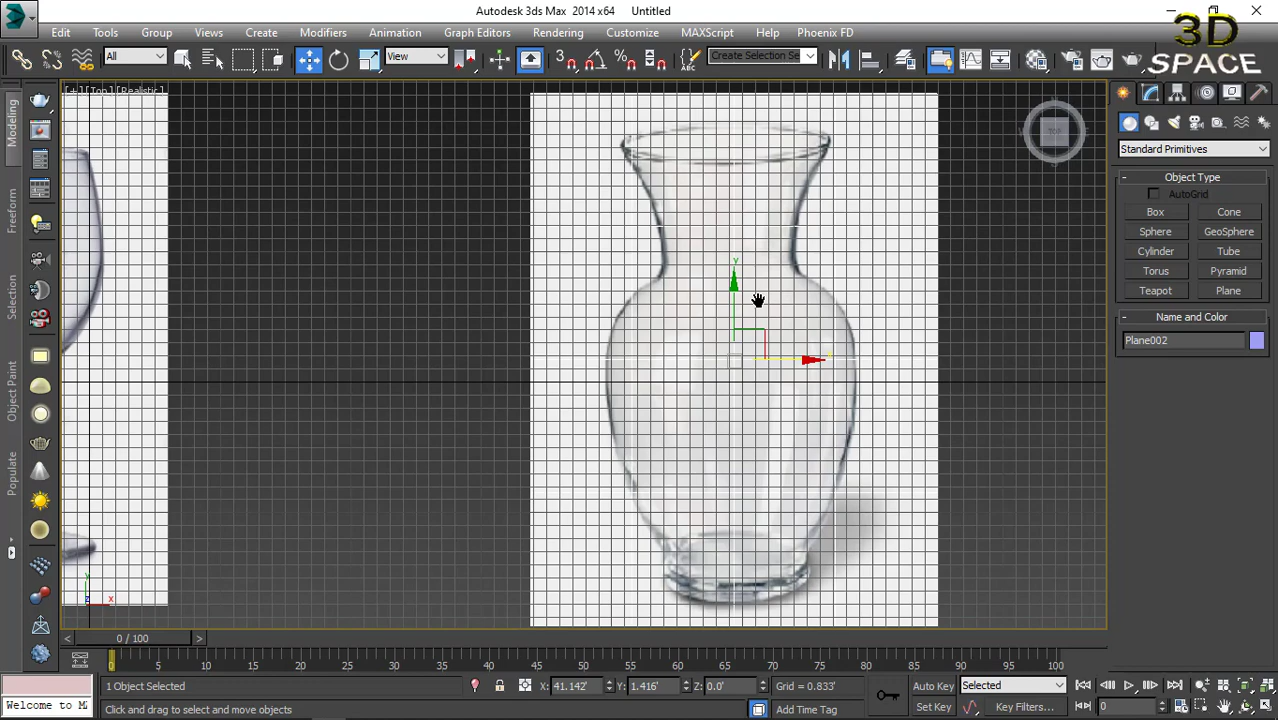 Autodesk 3ds Max 2014 x64 Untitled
3D
SPACE
Edit Tools Group Views Create Modifiers Animation Graph Editors Rendering Customize MAXScript Help Phoenix FD
All View Create Selection Se
[+][Top][Realistic]
Modeling
Freeform
Selection
Object Paint
Populate
TOP
Standard Primitives
- Object Type
AutoGrid
Box Cone
Sphere GeoSphere
Cylinder Tube
Torus Pyramid
Teapot Plane
- Name and Color
Plane002
y
x
y
z x
< 0 / 100 >
0 5 10 15 20 25 30 35 40 45 50 55 60 65 70 75 80 85 90 95 100
1 Object Selected X: 41.142' Y: 1.416' Z: 0.0' Grid = 0.833' Auto Key Selected
Welcome to M Click and drag to select and move objects Add Time Tag Set Key Key Filters... 0